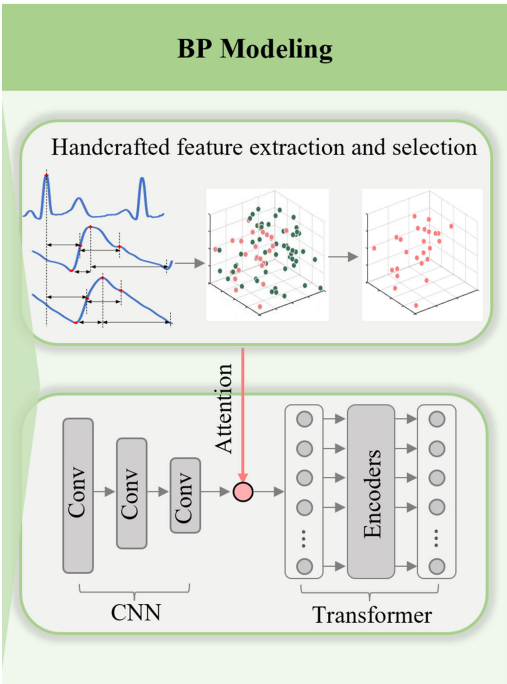 BP Modeling
Handcrafted feature extraction and selection
Attention
Conv
Conv
Conv
Encoders
CNN
Transformer